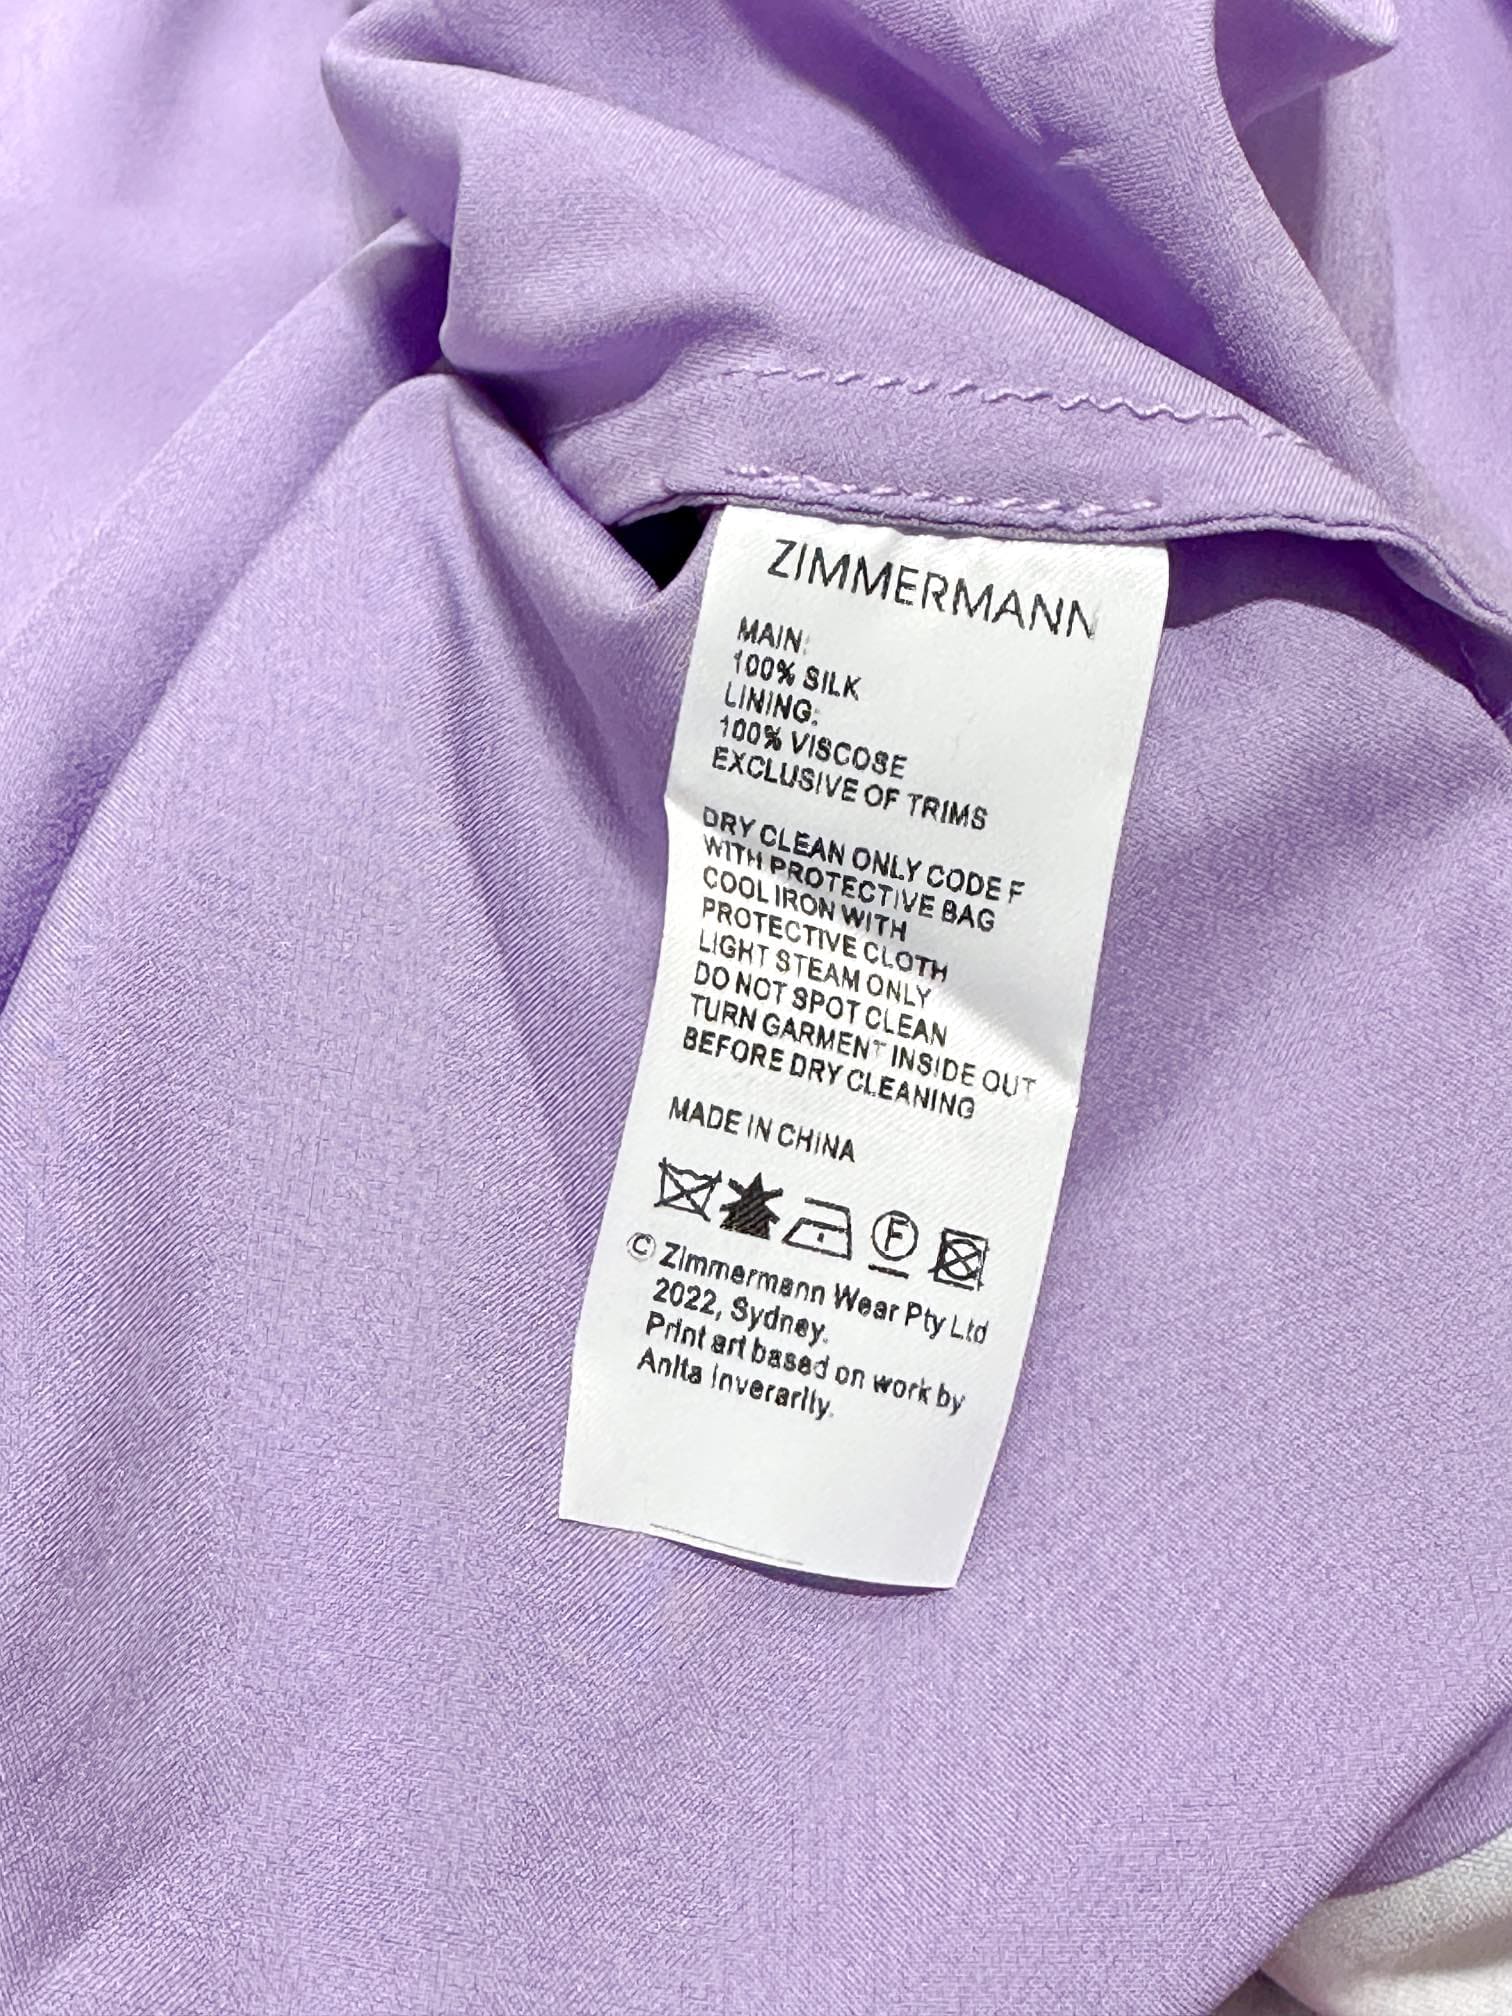 ZIMMERMANN
MAIN:
100% SILK
LINING:
100% VISCOSE
EXCLUSIVE OF TRIMS
DRY CLEAN ONLY CODE F
WITH PROTECTIVE BAG
COOL IRON WITH
PROTECTIVE CLOTH
LIGHT STEAM ONLY
DO NOT SPOT CLEAN
TURN GARMENT INSIDE OUT
BEFORE DRY CLEANING
MADE IN CHINA
F
© Zimmermann Wear Pty Ltd
2022, Sydney.
Print art based on work by
Anita Inverarity.